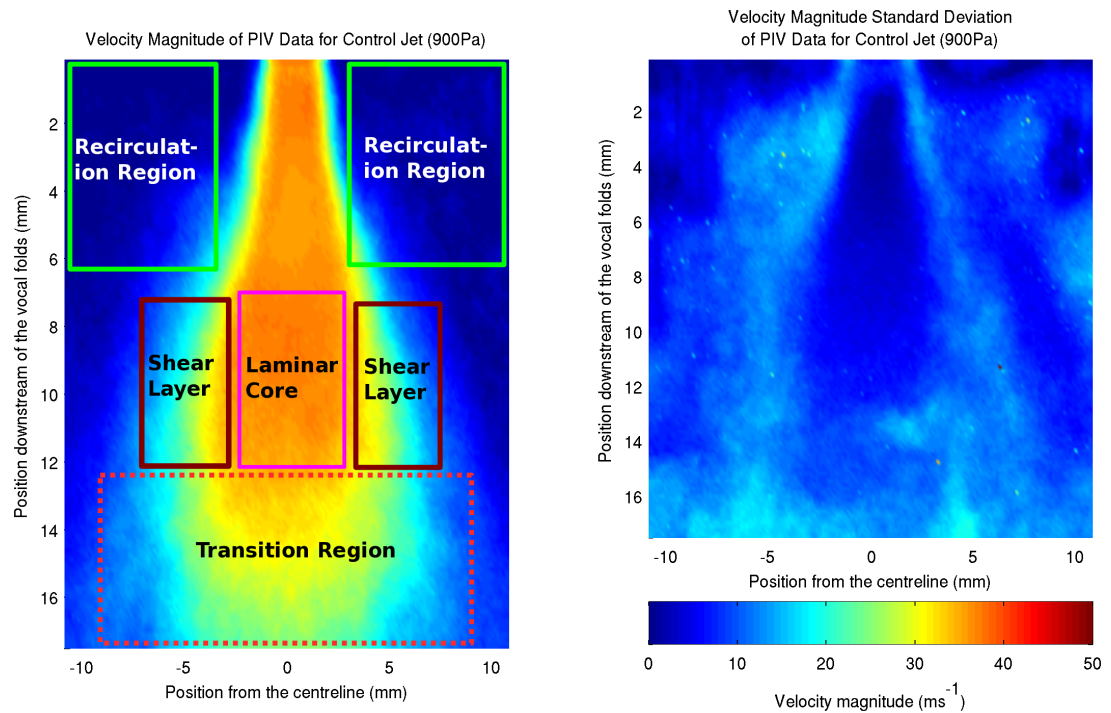 Velocity Magnitude of PIV Data for Control Jet (900Pa)
Position downstream of the vocal folds (mm)
2
4
6
8
10
12
14
16
Recirculat-
ion Region
Recirculat-
ion Region
Shear
Layer
Laminar
Core
Shear
Layer
Transition Region
-10 -5 0 5 10
Position from the centreline (mm)
Velocity Magnitude Standard Deviation
of PIV Data for Control Jet (900Pa)
Position downstream of the vocal folds (mm)
2
4
6
8
10
12
14
16
-10 -5 0 5 10
Position from the centreline (mm)
0 10 20 30 40 50
Velocity magnitude (ms-1)